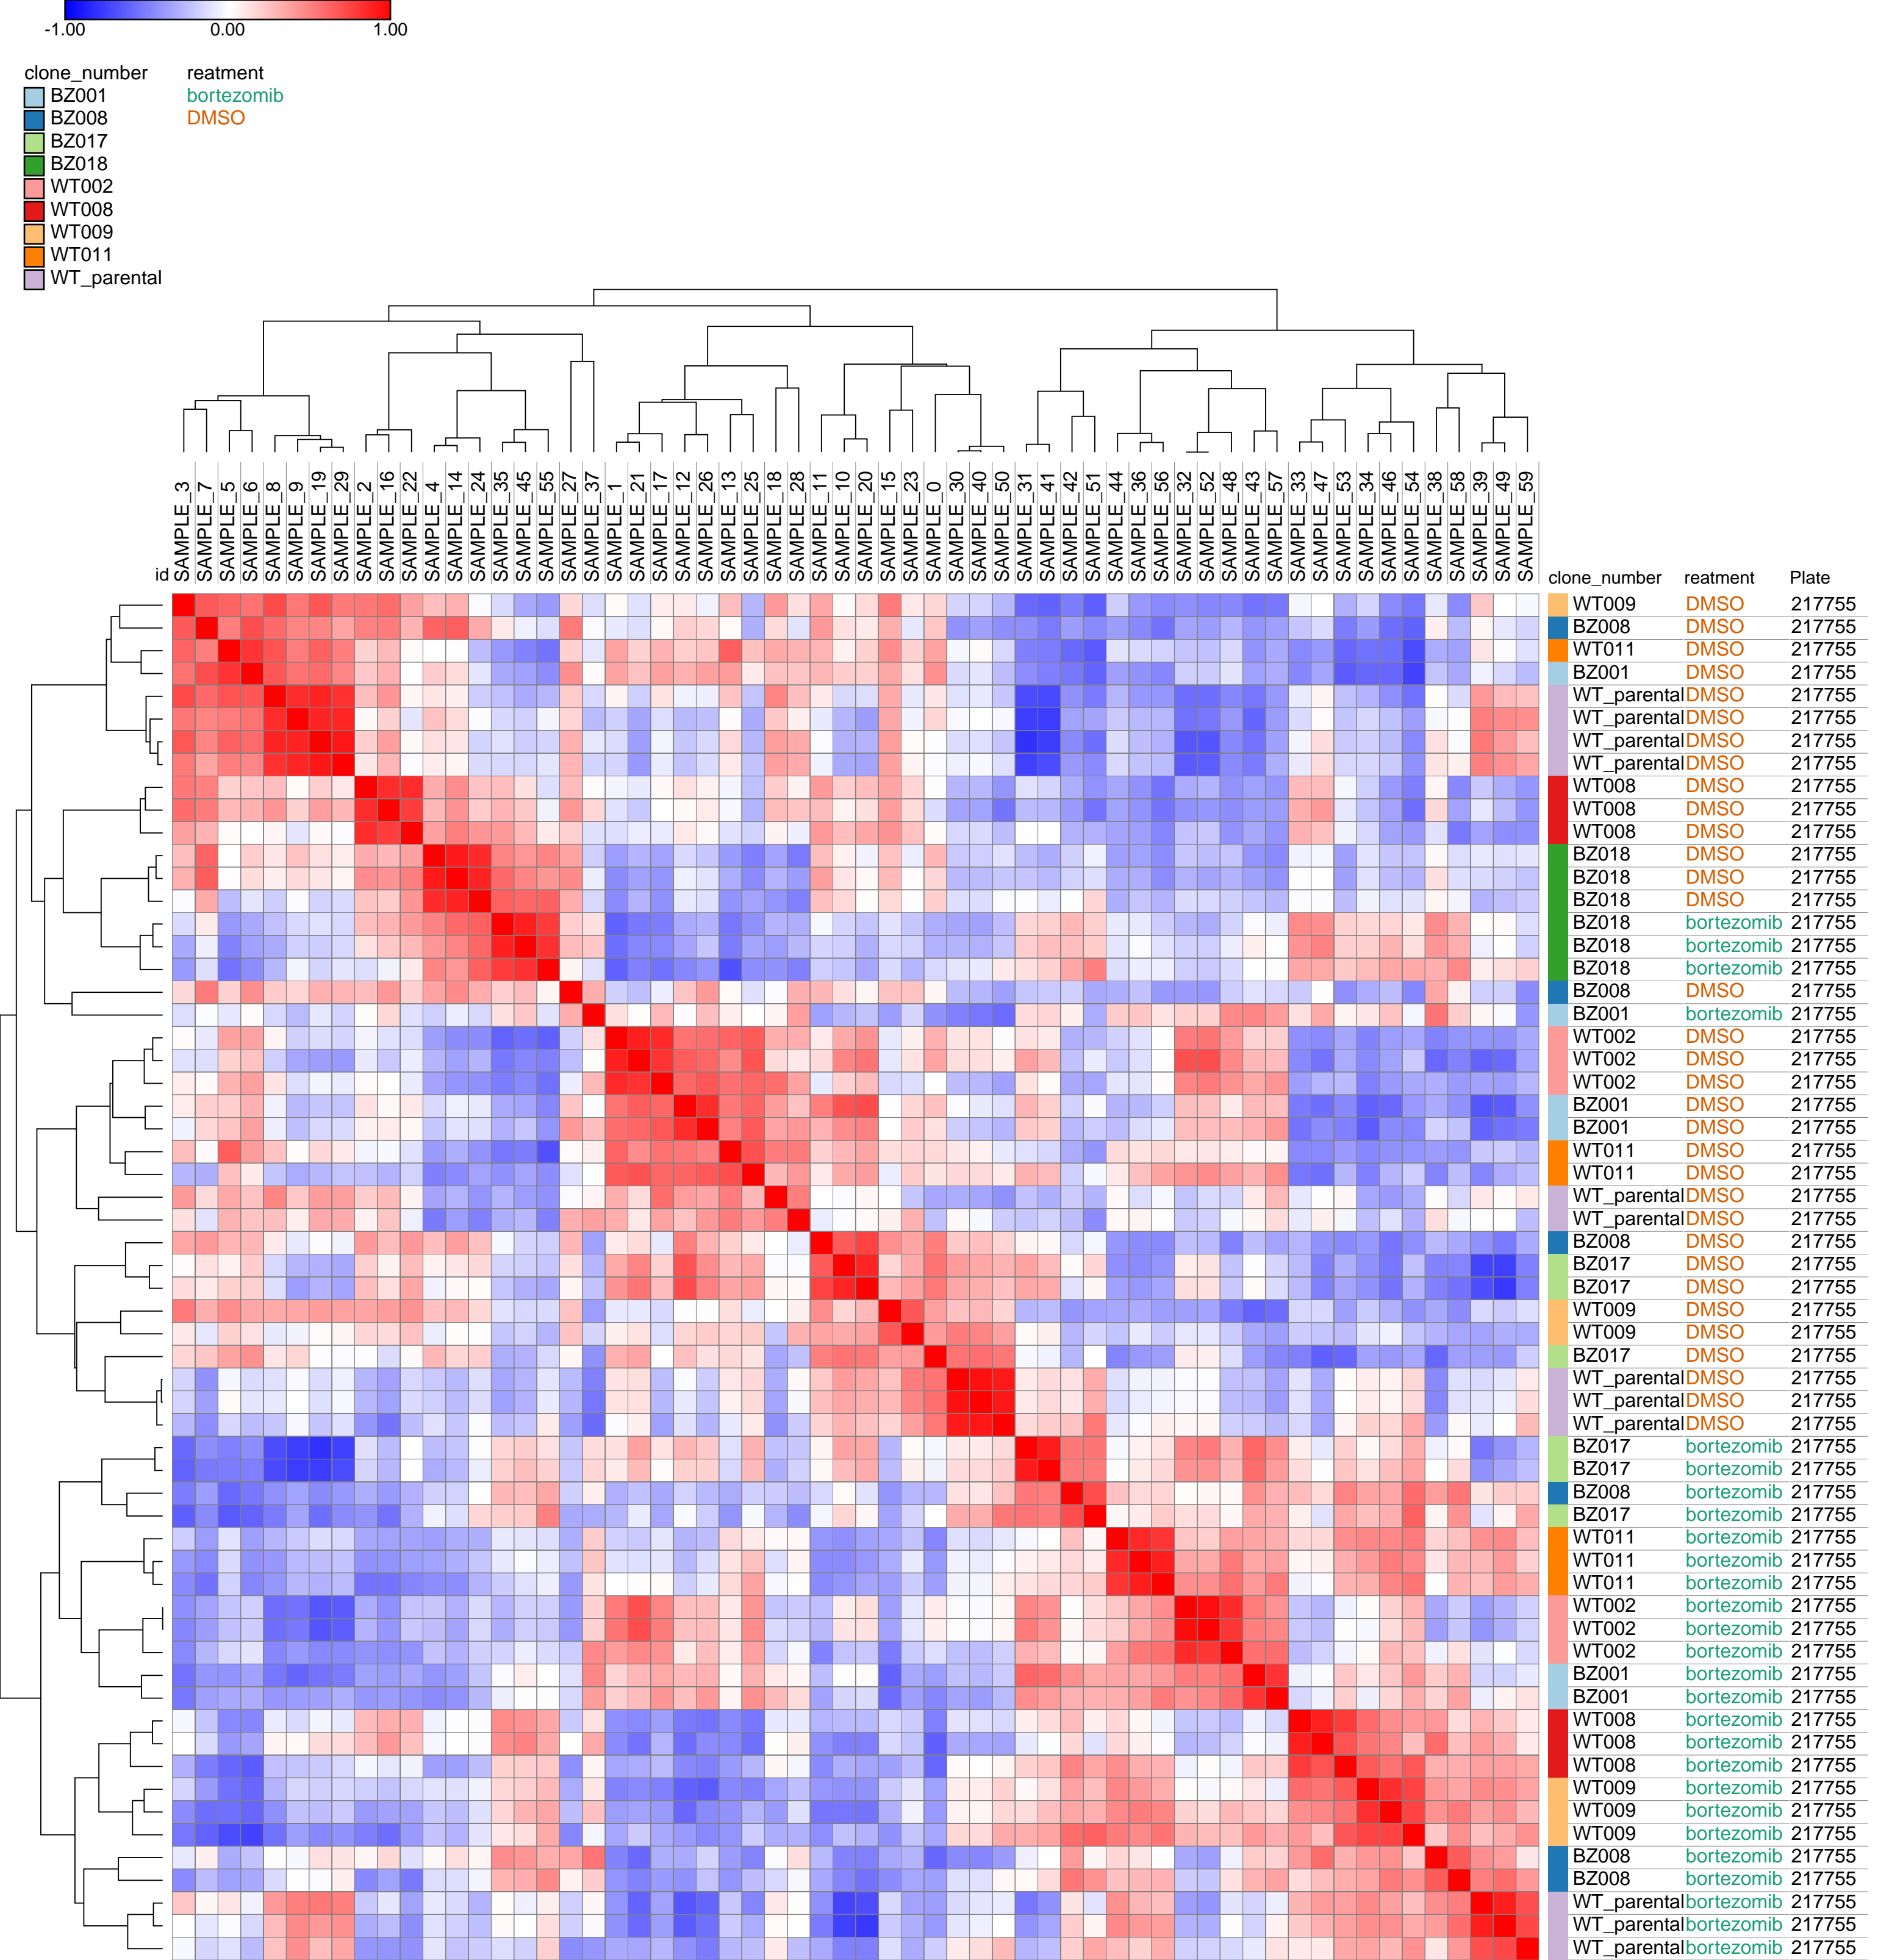 -1.00 0.00 1.00
clone_number reatment
BZ001 bortezomib
BZ008 DMSO
BZ017
BZ018
WT002
WT008
WT009
WT011
WT_parental
id SAMPLE_3 SAMPLE_7 SAMPLE_5 SAMPLE_6 SAMPLE_8 SAMPLE_9 SAMPLE_19 SAMPLE_29 SAMPLE_2 SAMPLE_16 SAMPLE_22 SAMPLE_4 SAMPLE_14 SAMPLE_24 SAMPLE_35 SAMPLE_45 SAMPLE_55 SAMPLE_27 SAMPLE_37 SAMPLE_1 SAMPLE_21 SAMPLE_17 SAMPLE_12 SAMPLE_26 SAMPLE_13 SAMPLE_25 SAMPLE_18 SAMPLE_28 SAMPLE_11 SAMPLE_10 SAMPLE_20 SAMPLE_15 SAMPLE_23 SAMPLE_0 SAMPLE_30 SAMPLE_40 SAMPLE_50 SAMPLE_31 SAMPLE_41 SAMPLE_42 SAMPLE_51 SAMPLE_44 SAMPLE_36 SAMPLE_56 SAMPLE_32 SAMPLE_52 SAMPLE_48 SAMPLE_43 SAMPLE_57 SAMPLE_33 SAMPLE_47 SAMPLE_53 SAMPLE_34 SAMPLE_46 SAMPLE_54 SAMPLE_38 SAMPLE_58 SAMPLE_39 SAMPLE_49 SAMPLE_59
clone_number reatment Plate
WT009 DMSO 217755
BZ008 DMSO 217755
WT011 DMSO 217755
BZ001 DMSO 217755
WT_parental DMSO 217755
WT_parental DMSO 217755
WT_parental DMSO 217755
WT_parental DMSO 217755
WT008 DMSO 217755
WT008 DMSO 217755
WT008 DMSO 217755
BZ018 DMSO 217755
BZ018 DMSO 217755
BZ018 DMSO 217755
BZ018 bortezomib 217755
BZ018 bortezomib 217755
BZ018 bortezomib 217755
BZ008 DMSO 217755
BZ001 bortezomib 217755
WT002 DMSO 217755
WT002 DMSO 217755
WT002 DMSO 217755
BZ001 DMSO 217755
BZ001 DMSO 217755
WT011 DMSO 217755
WT011 DMSO 217755
WT_parental DMSO 217755
WT_parental DMSO 217755
BZ008 DMSO 217755
BZ017 DMSO 217755
BZ017 DMSO 217755
WT009 DMSO 217755
WT009 DMSO 217755
BZ017 DMSO 217755
WT_parental DMSO 217755
WT_parental DMSO 217755
WT_parental DMSO 217755
BZ017 bortezomib 217755
BZ017 bortezomib 217755
BZ008 bortezomib 217755
BZ017 bortezomib 217755
WT011 bortezomib 217755
WT011 bortezomib 217755
WT011 bortezomib 217755
WT002 bortezomib 217755
WT002 bortezomib 217755
WT002 bortezomib 217755
BZ001 bortezomib 217755
BZ001 bortezomib 217755
WT008 bortezomib 217755
WT008 bortezomib 217755
WT008 bortezomib 217755
WT009 bortezomib 217755
WT009 bortezomib 217755
WT009 bortezomib 217755
BZ008 bortezomib 217755
BZ008 bortezomib 217755
WT_parental bortezomib 217755
WT_parental bortezomib 217755
WT_parental bortezomib 217755